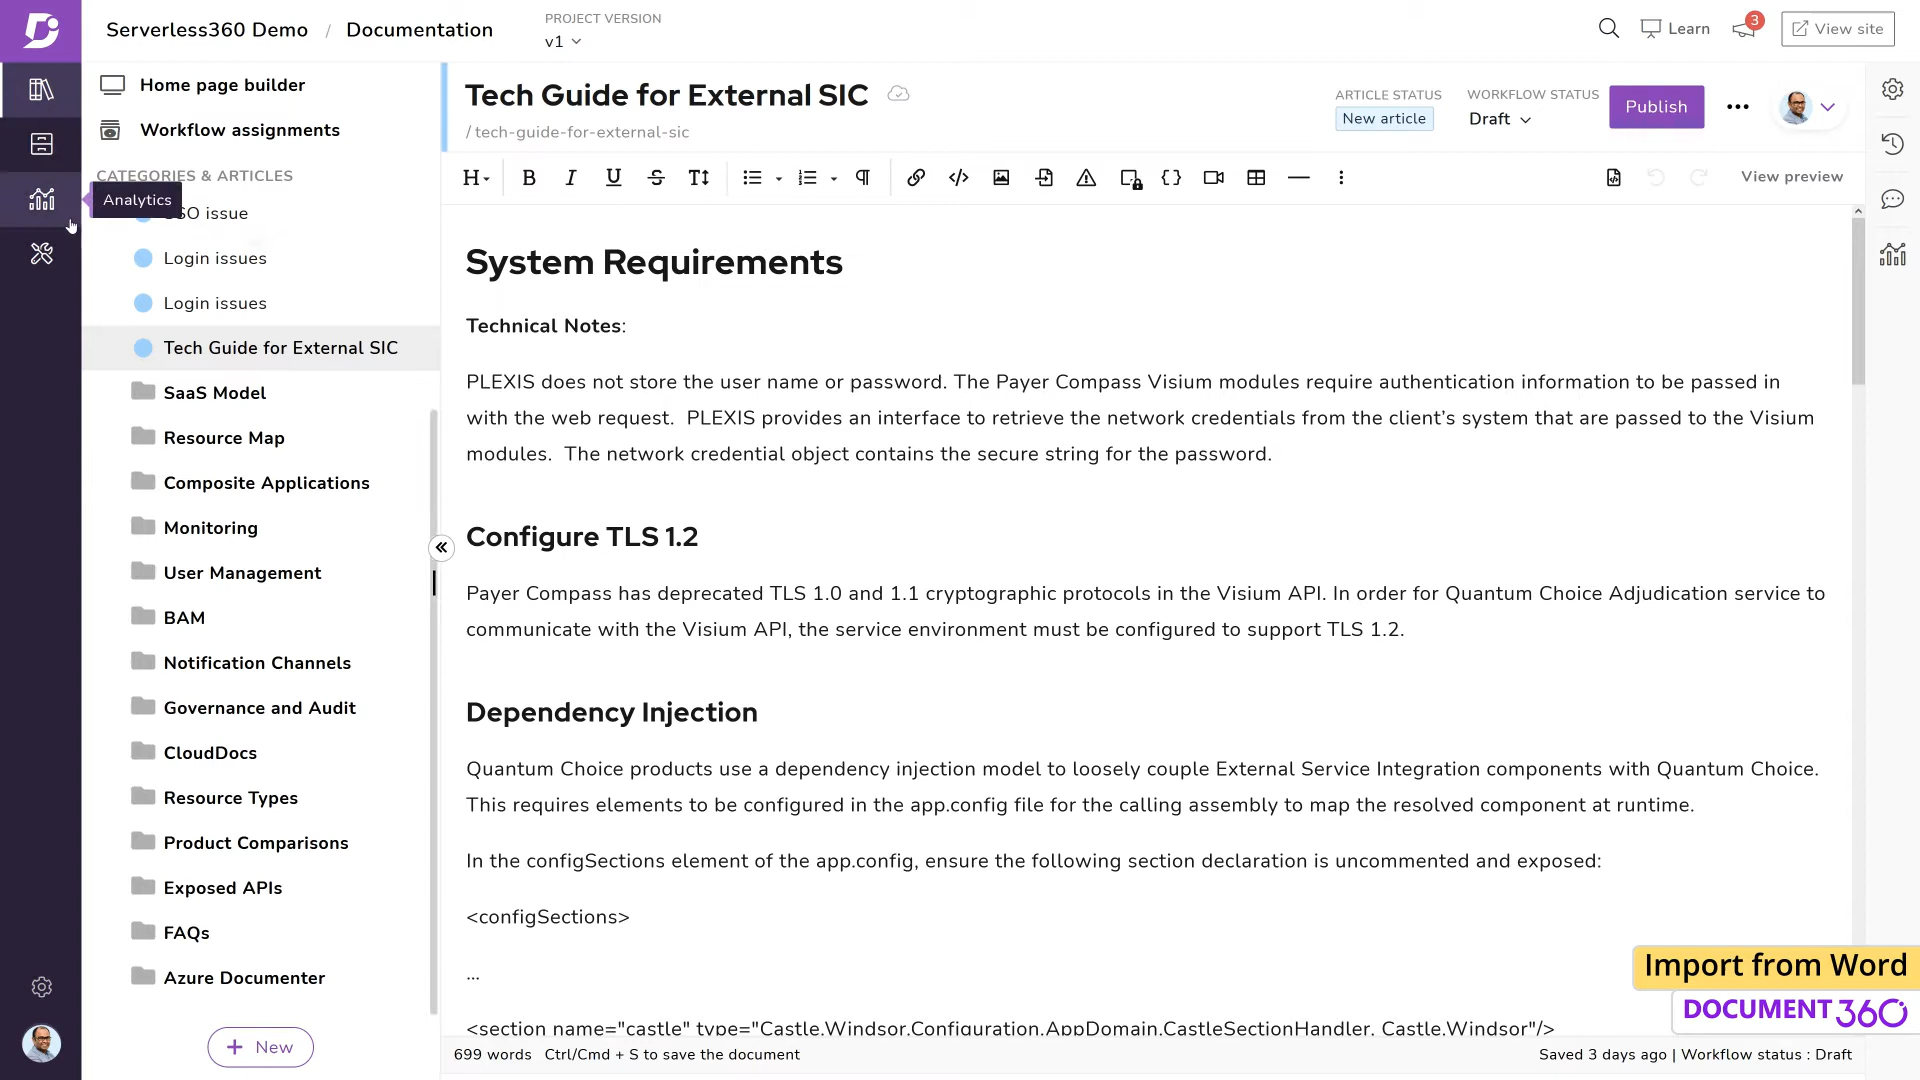 Serverless360 Demo / Documentation
PROJECT VERSION
v1
3
Learn
View site
Home page builder
Workflow assignments
CATEGORIES & ARTICLES
Analytics
SO issue
Login issues
Login issues
Tech Guide for External SIC
SaaS Model
Resource Map
Composite Applications
Monitoring
User Management
BAM
Notification Channels
Governance and Audit
CloudDocs
Resource Types
Product Comparisons
Exposed APIs
FAQs
Azure Documenter
+ New
Tech Guide for External SIC
/ tech-guide-for-external-sic
ARTICLE STATUS
New article
WORKFLOW STATUS
Draft
Publish
View preview
System Requirements
Technical Notes:
PLEXIS does not store the user name or password. The Payer Compass Visium modules require authentication information to be passed in
with the web request.  PLEXIS provides an interface to retrieve the network credentials from the client’s system that are passed to the Visium
modules.  The network credential object contains the secure string for the password.
Configure TLS 1.2
Payer Compass has deprecated TLS 1.0 and 1.1 cryptographic protocols in the Visium API. In order for Quantum Choice Adjudication service to
communicate with the Visium API, the service environment must be configured to support TLS 1.2.
Dependency Injection
Quantum Choice products use a dependency injection model to loosely couple External Service Integration components with Quantum Choice.
This requires elements to be configured in the app.config file for the calling assembly to map the resolved component at runtime.
In the configSections element of the app.config, ensure the following section declaration is uncommented and exposed:
<configSections>
...
<section name="castle" type="Castle.Windsor.Configuration.AppDomain.CastleSectionHandler, Castle.Windsor"/>
Import from Word
DOCUMENT360
699 words
Ctrl/Cmd + S to save the document
Saved 3 days ago | Workflow status : Draft